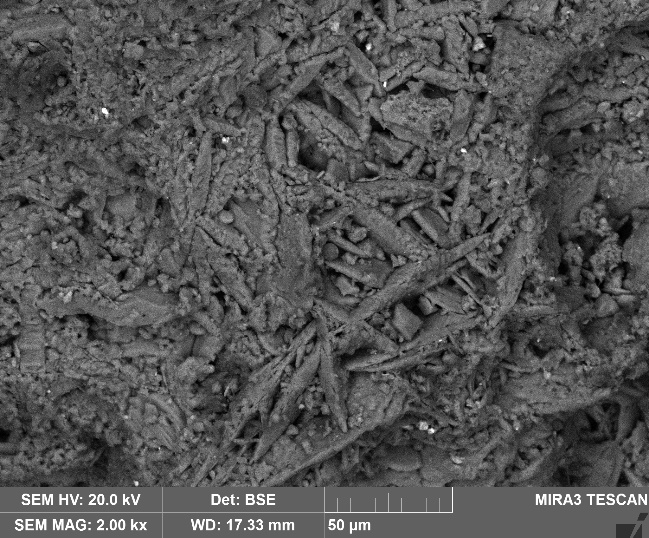 SEM HV: 20.0 kV Det: BSE MIRA3 TESCAN
SEM MAG: 2.00 kx WD: 17.33 mm 50 µm